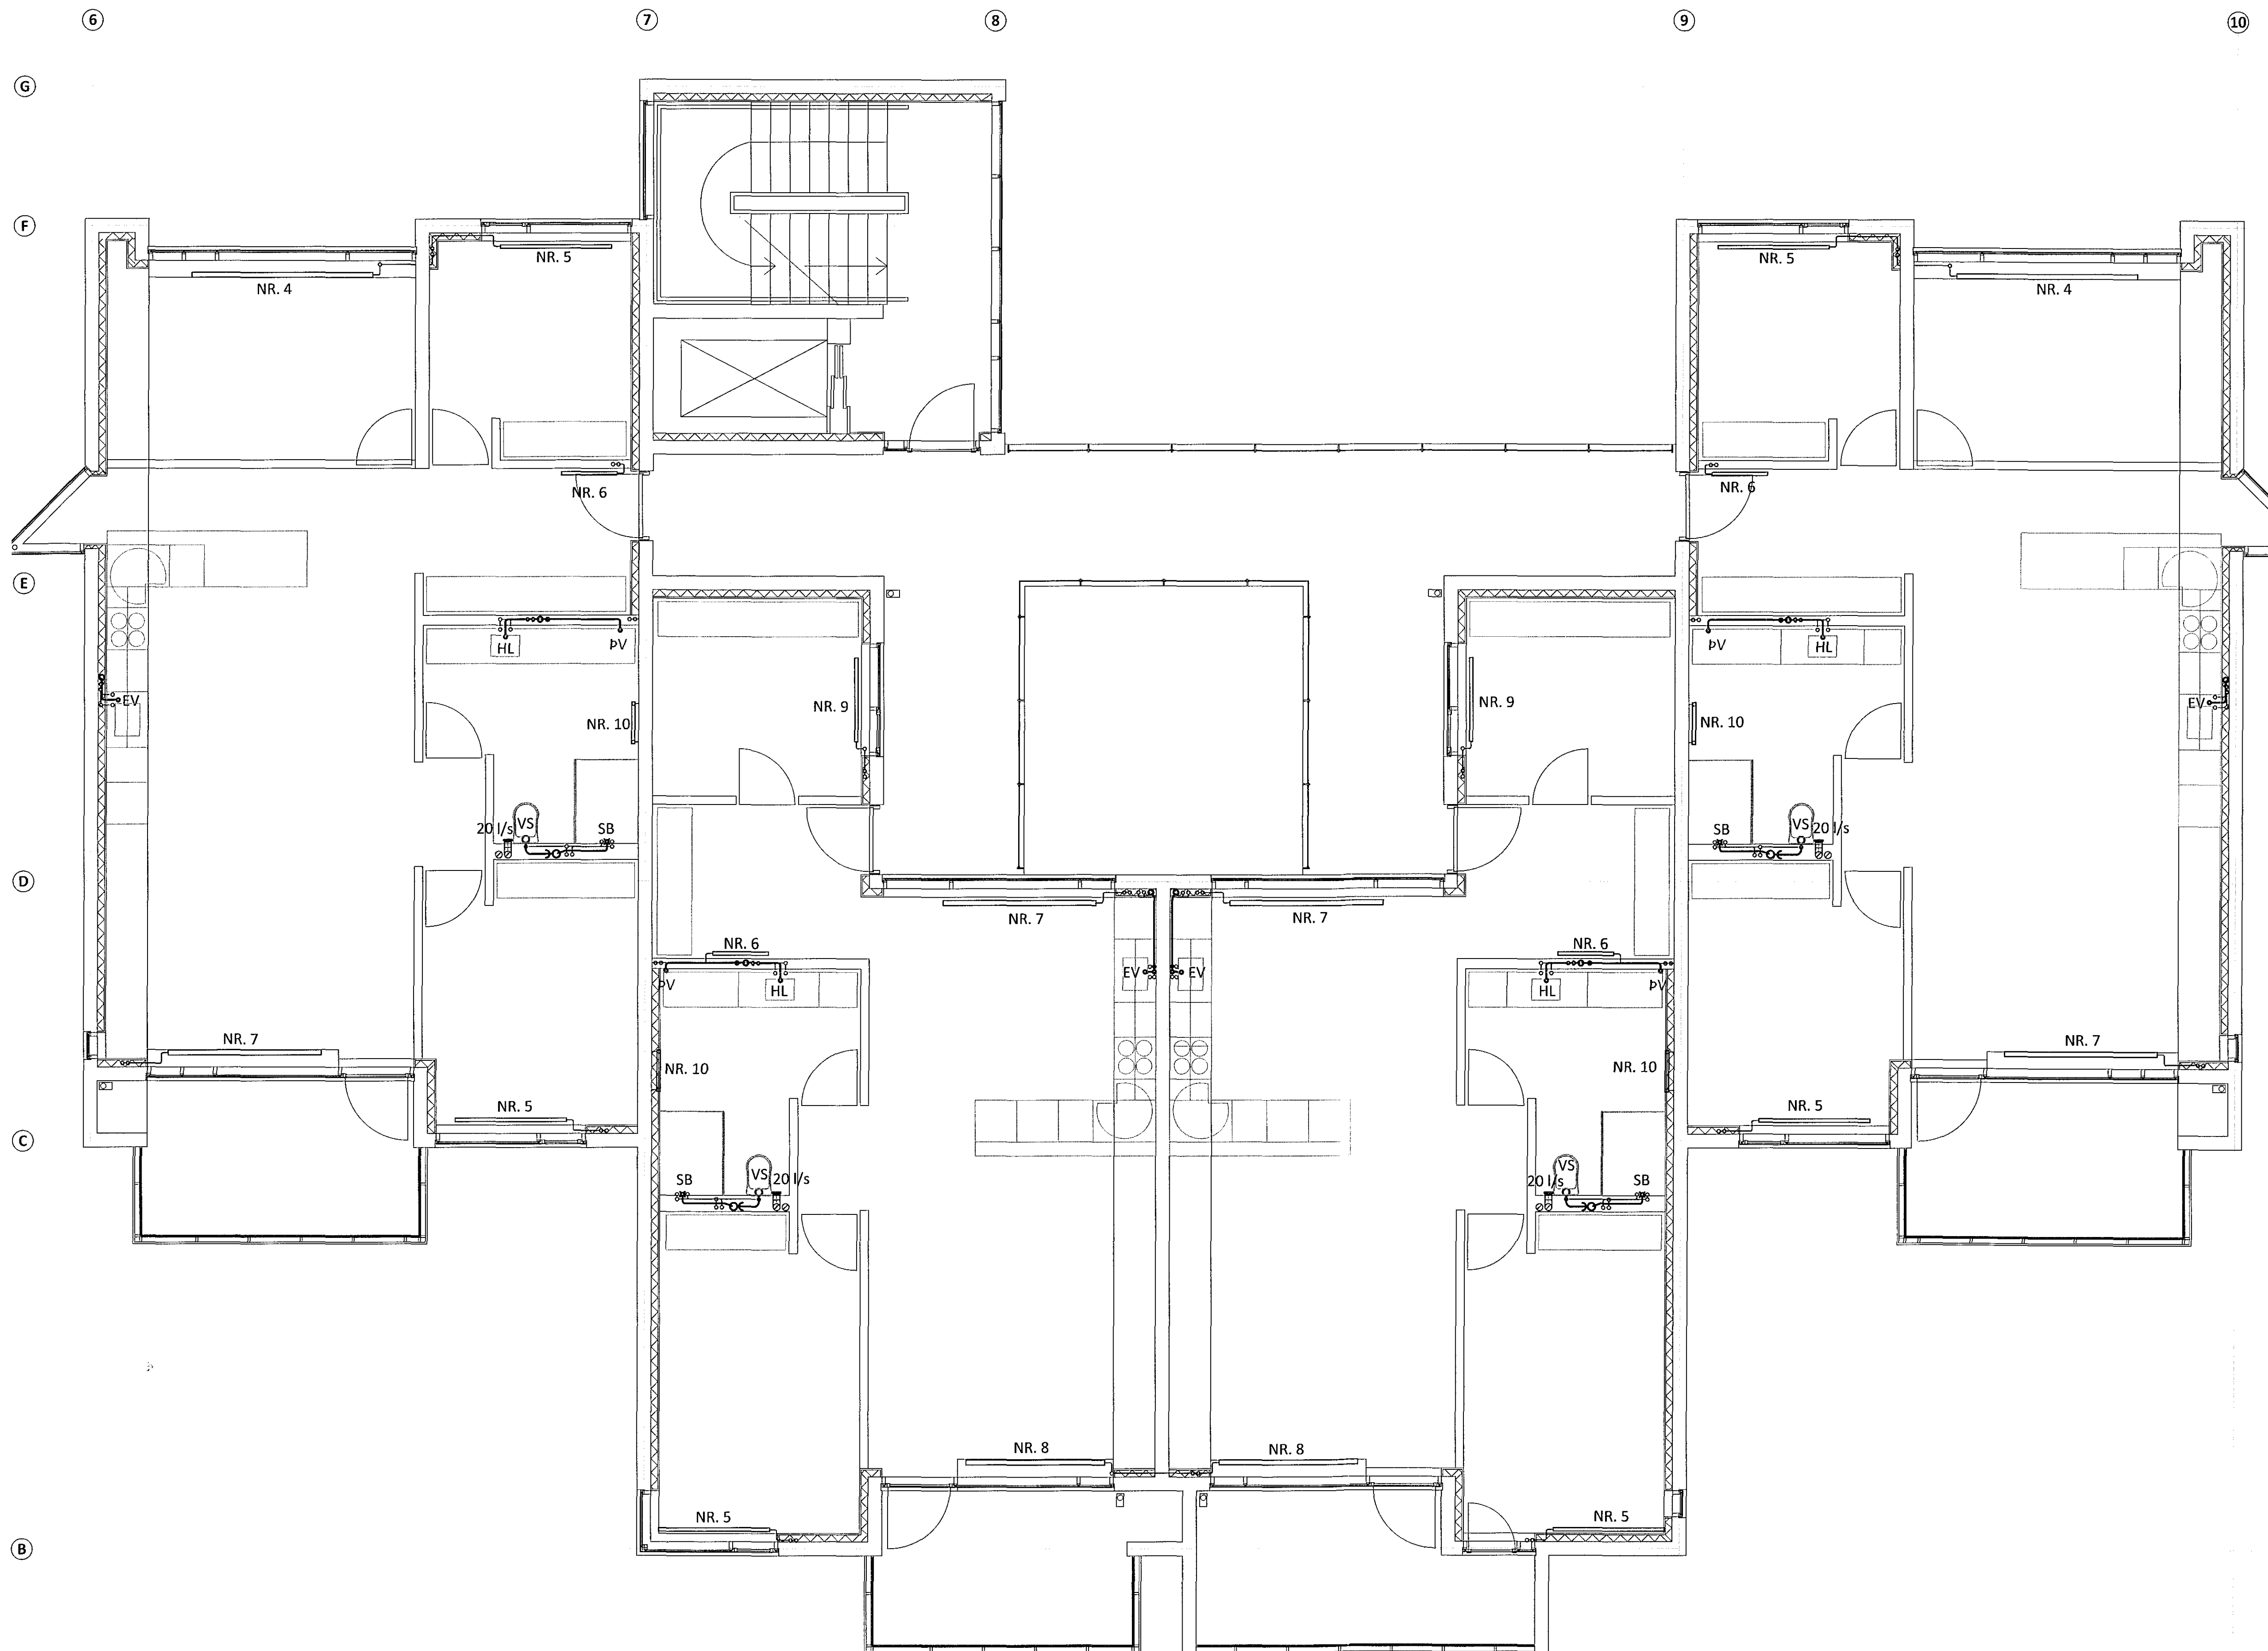 6 7 8 9 10
G
F
NR. 5 NR. 5
NR. 4 NR. 4
NR. 6 NR. 6
E
HL ÞV ÞV HL
EV EV
NR. 9 NR. 9
NR. 10 NR. 10
20 l/s VS SB SB VS 20 l/s
D
NR. 7 NR. 7
NR. 6 NR. 6
EV EV
ÞV HL HL ÞV
NR. 7 NR. 7
NR. 10 NR. 10
NR. 5 NR. 5
C
SB VS 20 l/s 20 l/s VS SB
NR. 8 NR. 8
NR. 5 NR. 5
B